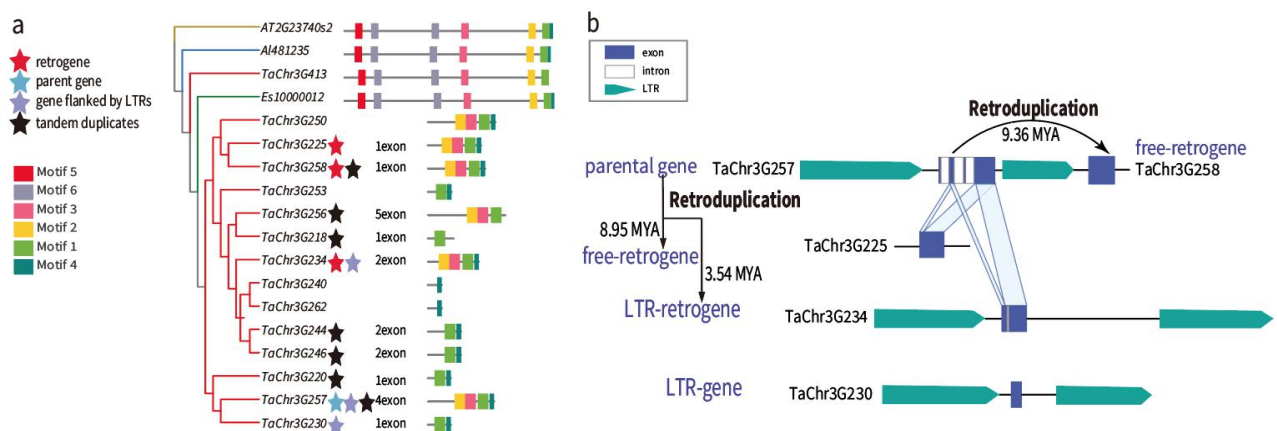 a
retrogene
parent gene
gene flanked by LTRs
tandem duplicates
Motif 5
Motif 6
Motif 3
Motif 2
Motif 1
Motif 4
AT2G23740s2
Al481235
TaChr3G413
Es10000012
TaChr3G250
TaChr3G225 1exon
TaChr3G258 1exon
TaChr3G253
TaChr3G256 5exon
TaChr3G218 1exon
TaChr3G234 2exon
TaChr3G240
TaChr3G262
TaChr3G244 2exon
TaChr3G246 2exon
TaChr3G220 1exon
TaChr3G257 4exon
TaChr3G230 1exon
b
exon
intron
LTR
Retroduplication
9.36 MYA
free-retrogene
parental gene TaChr3G257 TaChr3G258
Retroduplication
8.95 MYA
TaChr3G225
free-retrogene
3.54 MYA
LTR-retrogene TaChr3G234
LTR-gene TaChr3G230